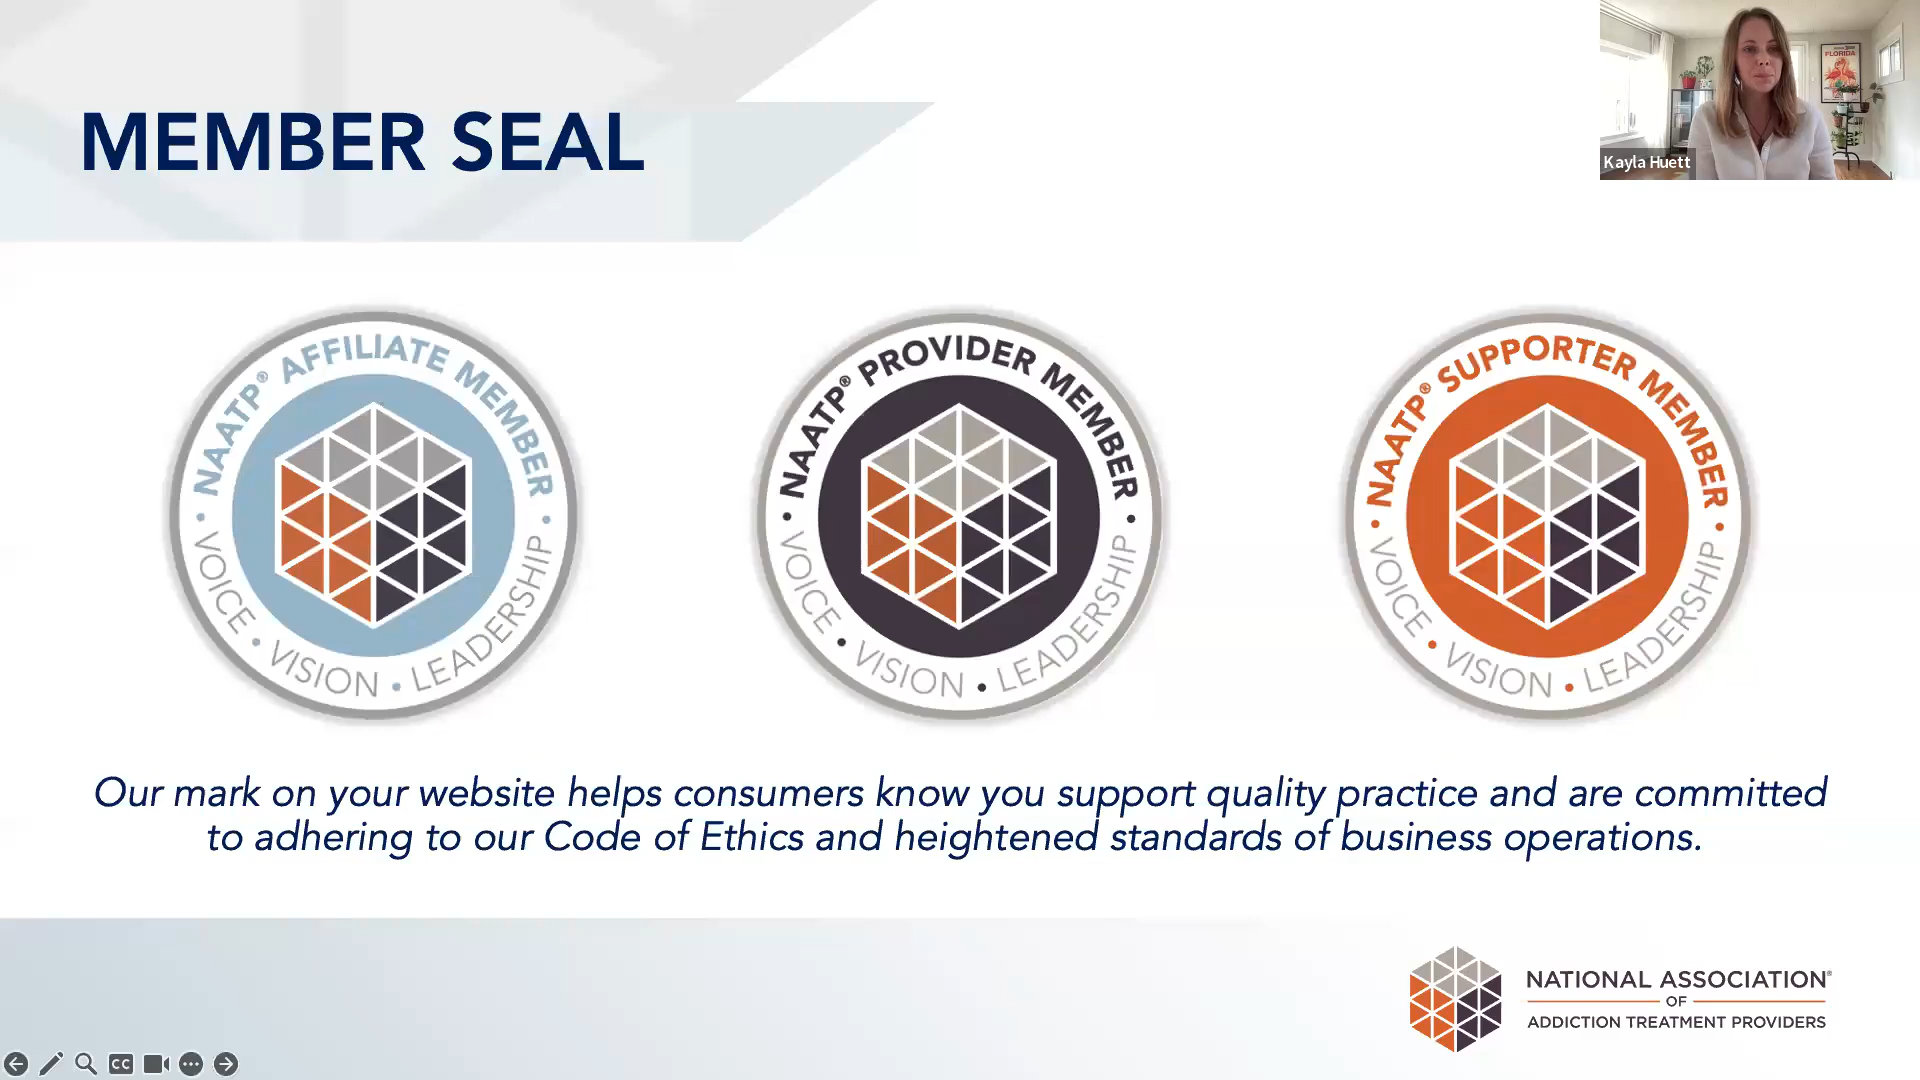 MEMBER SEAL
FLORIDA
Kayla Huett
NAATP® AFFILIATE MEMBER
• VOICE • VISION • LEADERSHIP •
NAATP® PROVIDER MEMBER
• VOICE • VISION • LEADERSHIP •
NAATP® SUPPORTER MEMBER
• VOICE • VISION • LEADERSHIP •
Our mark on your website helps consumers know you support quality practice and are committed
to adhering to our Code of Ethics and heightened standards of business operations.
NATIONAL ASSOCIATION®
OF
ADDICTION TREATMENT PROVIDERS
CC